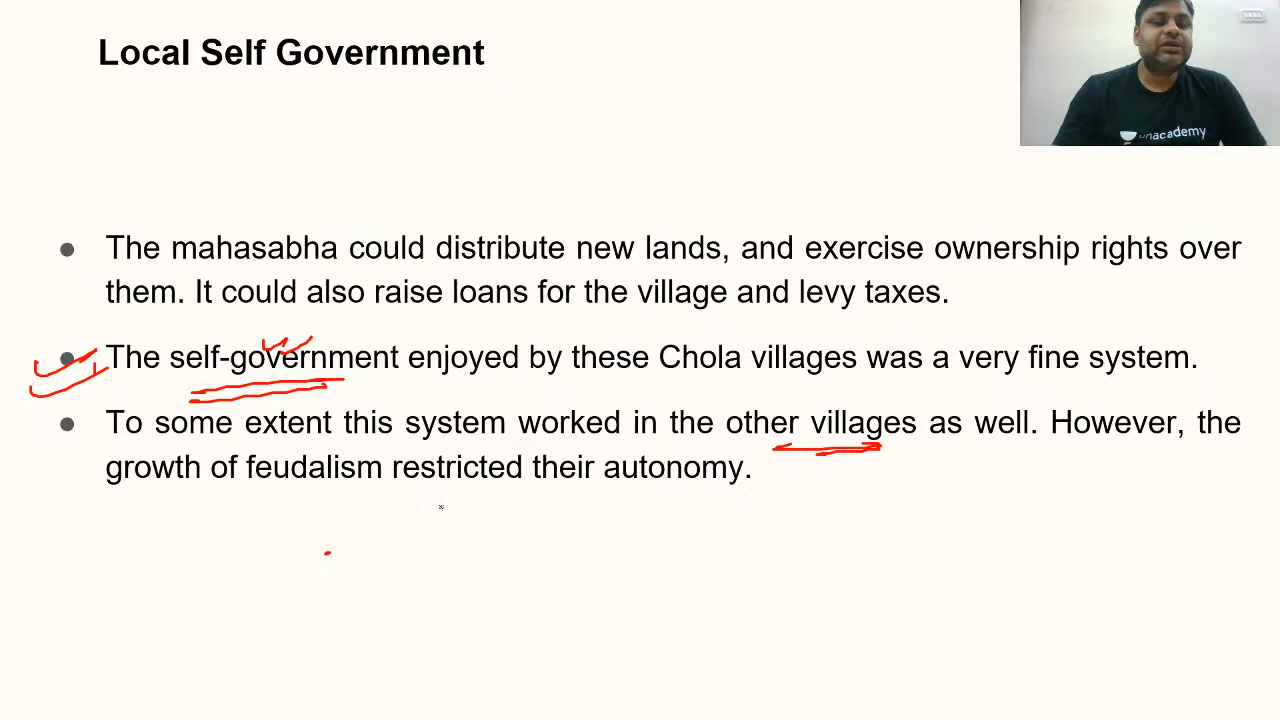 Local Self Government
unacademy
● The mahasabha could distribute new lands, and exercise ownership rights over
them. It could also raise loans for the village and levy taxes.
● The self-government enjoyed by these Chola villages was a very fine system.
● To some extent this system worked in the other villages as well. However, the
growth of feudalism restricted their autonomy.